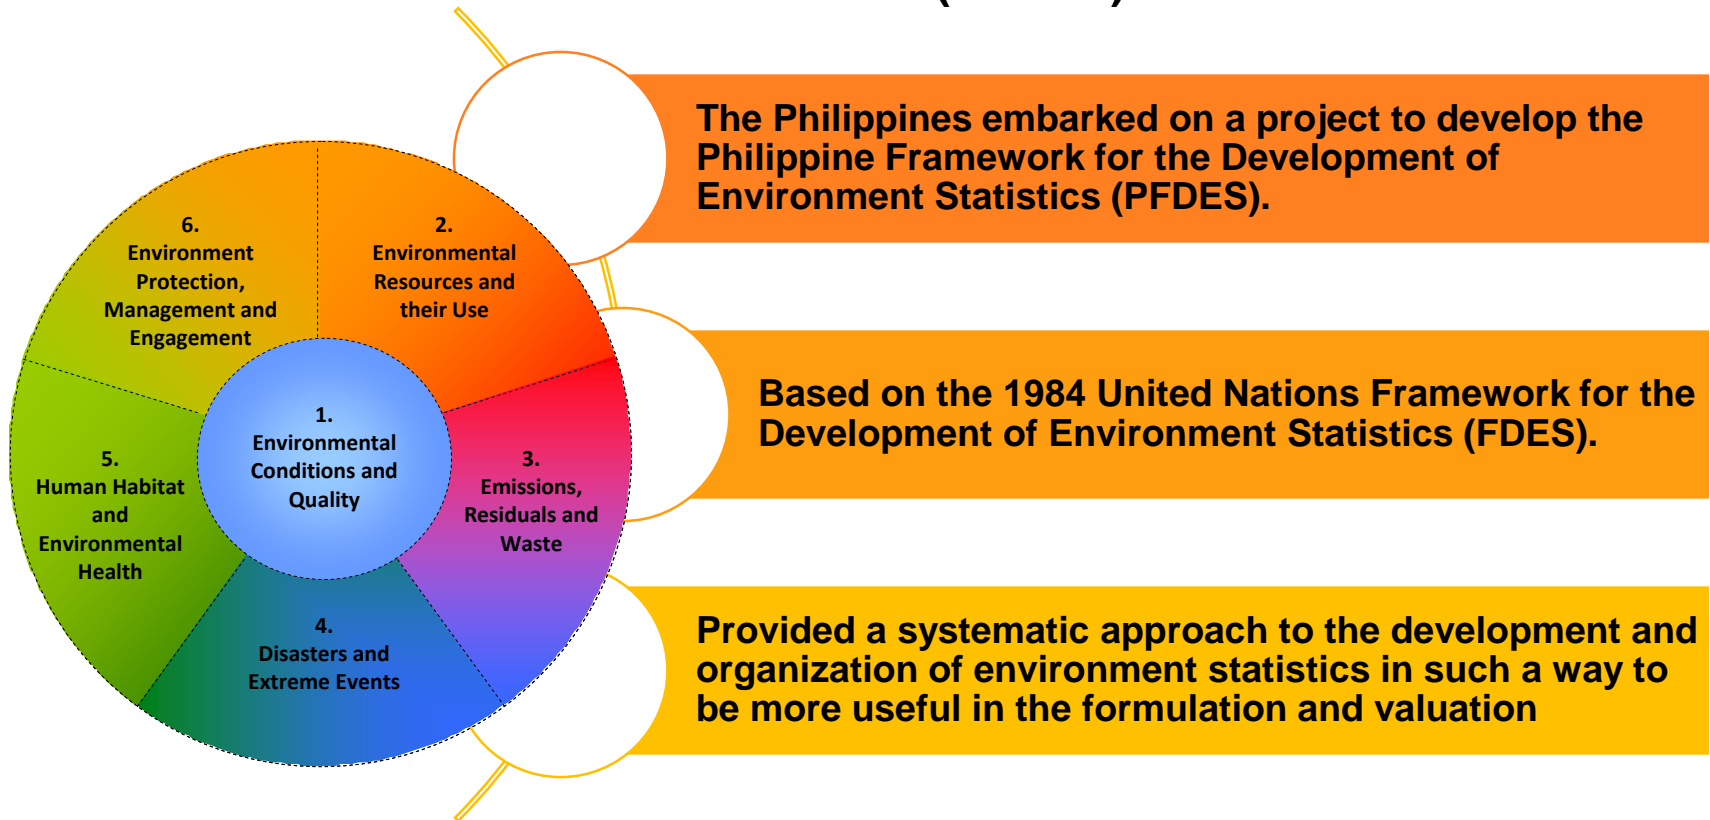 The Philippines embarked on a project to develop the
Philippine Framework for the Development of
Environment Statistics (PFDES).
6.
Environment
Protection,
Management and
Engagement
2.
Environmental
Resources and
their Use
1.
Environmental
Conditions and
Quality
5.
Human Habitat
and
Environmental
Health
3.
Emissions,
Residuals and
Waste
4.
Disasters and
Extreme Events
Based on the 1984 United Nations Framework for the
Development of Environment Statistics (FDES).
Provided a systematic approach to the development and
organization of environment statistics in such a way to
be more useful in the formulation and valuation